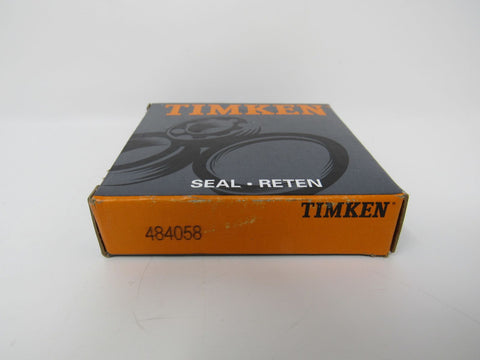 TIMKEN
SEAL • RETEN
TIMKEN
484058